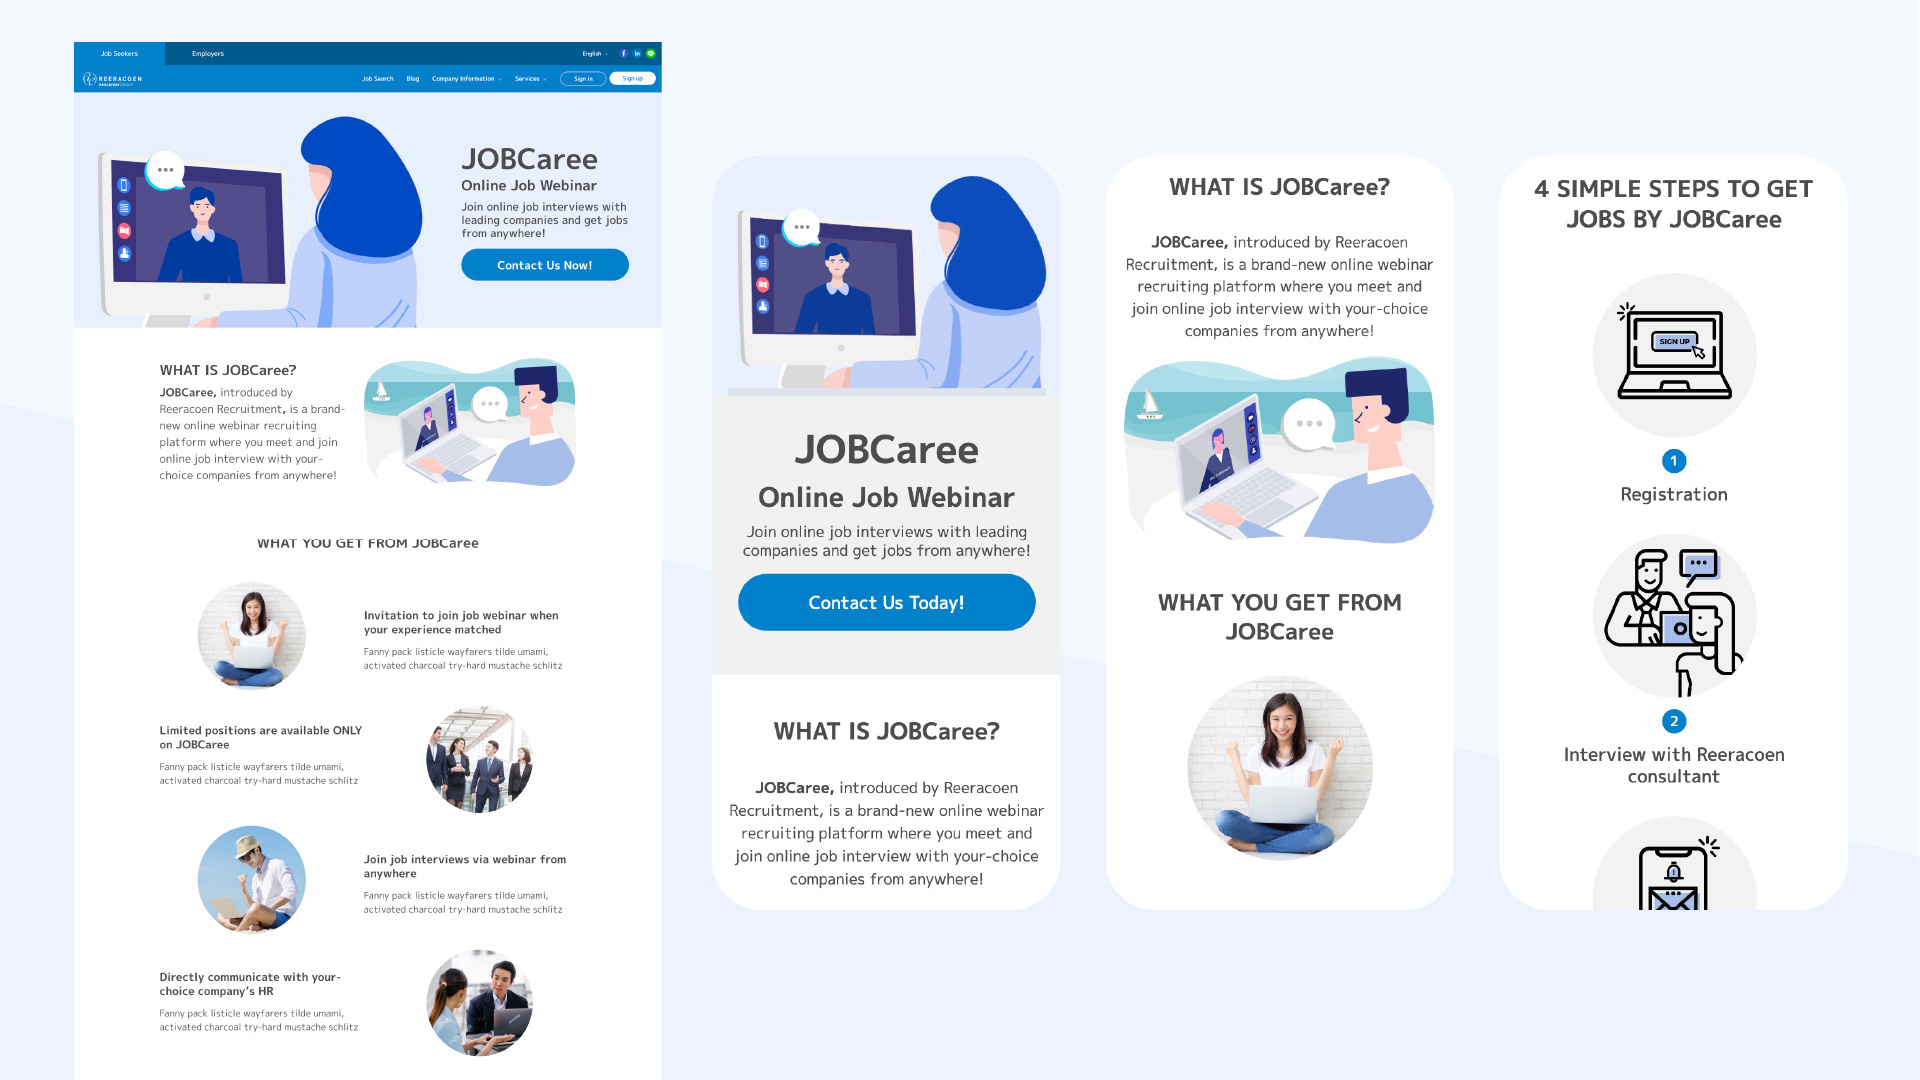 Job Seekers
Employers
English
REERACOEN
Job Search
Blog
Company Information
Services
Sign in
Sign up
JOBCaree
Online Job Webinar
Join online job interviews with
leading companies and get jobs
from anywhere!
Contact Us Now!
WHAT IS JOBCaree?
JOBCaree, introduced by
Reeracoen Recruitment, is a brand-
new online webinar recruiting
platform where you meet and join
online job interview with your-
choice companies from anywhere!
WHAT YOU GET FROM JOBCaree
Invitation to join job webinar when
your experience matched
Fanny pack listicle wayfarers tilde umami,
activated charcoal try-hard mustache schlitz
Limited positions are available ONLY
on JOBCaree
Fanny pack listicle wayfarers tilde umami,
activated charcoal try-hard mustache schlitz
Join job interviews via webinar from
anywhere
Fanny pack listicle wayfarers tilde umami,
activated charcoal try-hard mustache schlitz
Directly communicate with your-
choice company's HR
Fanny pack listicle wayfarers tilde umami,
activated charcoal try-hard mustache schlitz
JOBCaree
Online Job Webinar
Join online job interviews with leading
companies and get jobs from anywhere!
Contact Us Today!
WHAT IS JOBCaree?
JOBCaree, introduced by Reeracoen
Recruitment, is a brand-new online webinar
recruiting platform where you meet and
join online job interview with your-choice
companies from anywhere!
WHAT IS JOBCaree?
JOBCaree, introduced by Reeracoen
Recruitment, is a brand-new online webinar
recruiting platform where you meet and
join online job interview with your-choice
companies from anywhere!
WHAT YOU GET FROM
JOBCaree
4 SIMPLE STEPS TO GET
JOBS BY JOBCaree
SIGN UP
1
Registration
2
Interview with Reeracoen
consultant